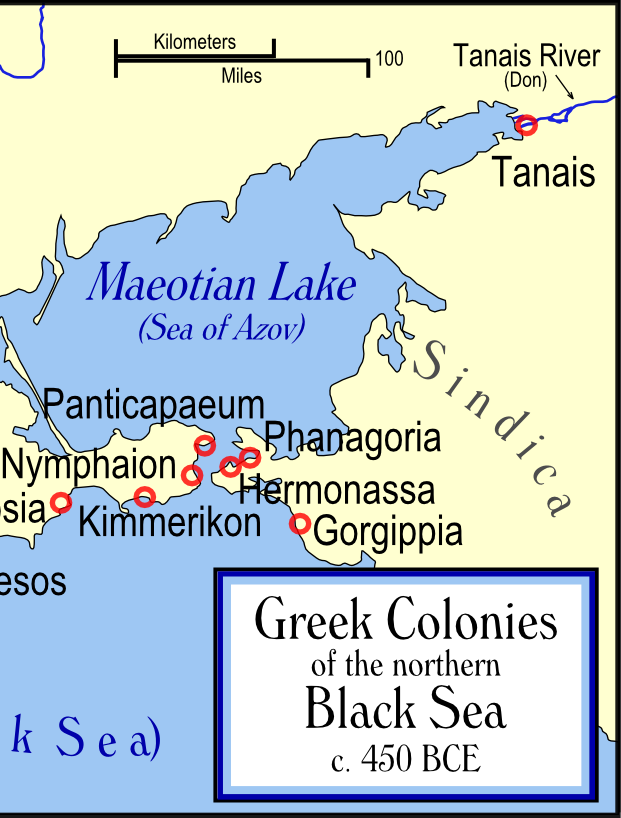 Kilometers
100
Miles
Tanais River
(Don)
Tanais
Maeotian Lake
(Sea of Azov)
Sindica
Panticapaeum
Phanagoria
Nymphaion
Hermonassa
osia
Kimmerikon
Gorgippia
esos
Greek Colonies
of the northern
Black Sea
c. 450 BCE
k Sea)